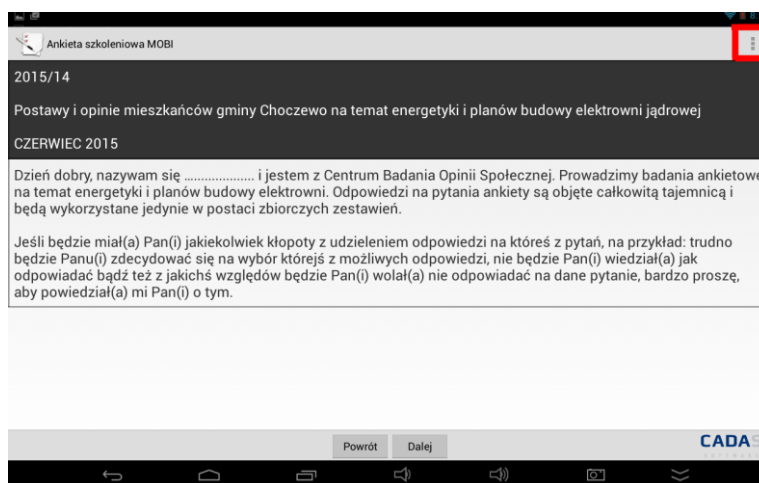 Ankieta szkoleniowa MOBI
2015/14
Postawy i opinie mieszkańców gminy Choczewo na temat energetyki i planów budowy elektrowni jądrowej
CZERWIEC 2015
Dzień dobry, nazywam się ................... i jestem z Centrum Badania Opinii Społecznej. Prowadzimy badania ankietowe
na temat energetyki i planów budowy elektrowni. Odpowiedzi na pytania ankiety są objęte całkowitą tajemnicą i
będą wykorzystane jedynie w postaci zbiorczych zestawień.
Jeśli będzie miał(a) Pan(i) jakiekolwiek kłopoty z udzieleniem odpowiedzi na któreś z pytań, na przykład: trudno
będzie Panu(i) zdecydować się na wybór którejś z możliwych odpowiedzi, nie będzie Pan(i) wiedział(a) jak
odpowiadać bądź też z jakichś względów będzie Pan(i) wolał(a) nie odpowiadać na dane pytanie, bardzo proszę,
aby powiedział(a) mi Pan(i) o tym.
Powrót Dalej
CADAS